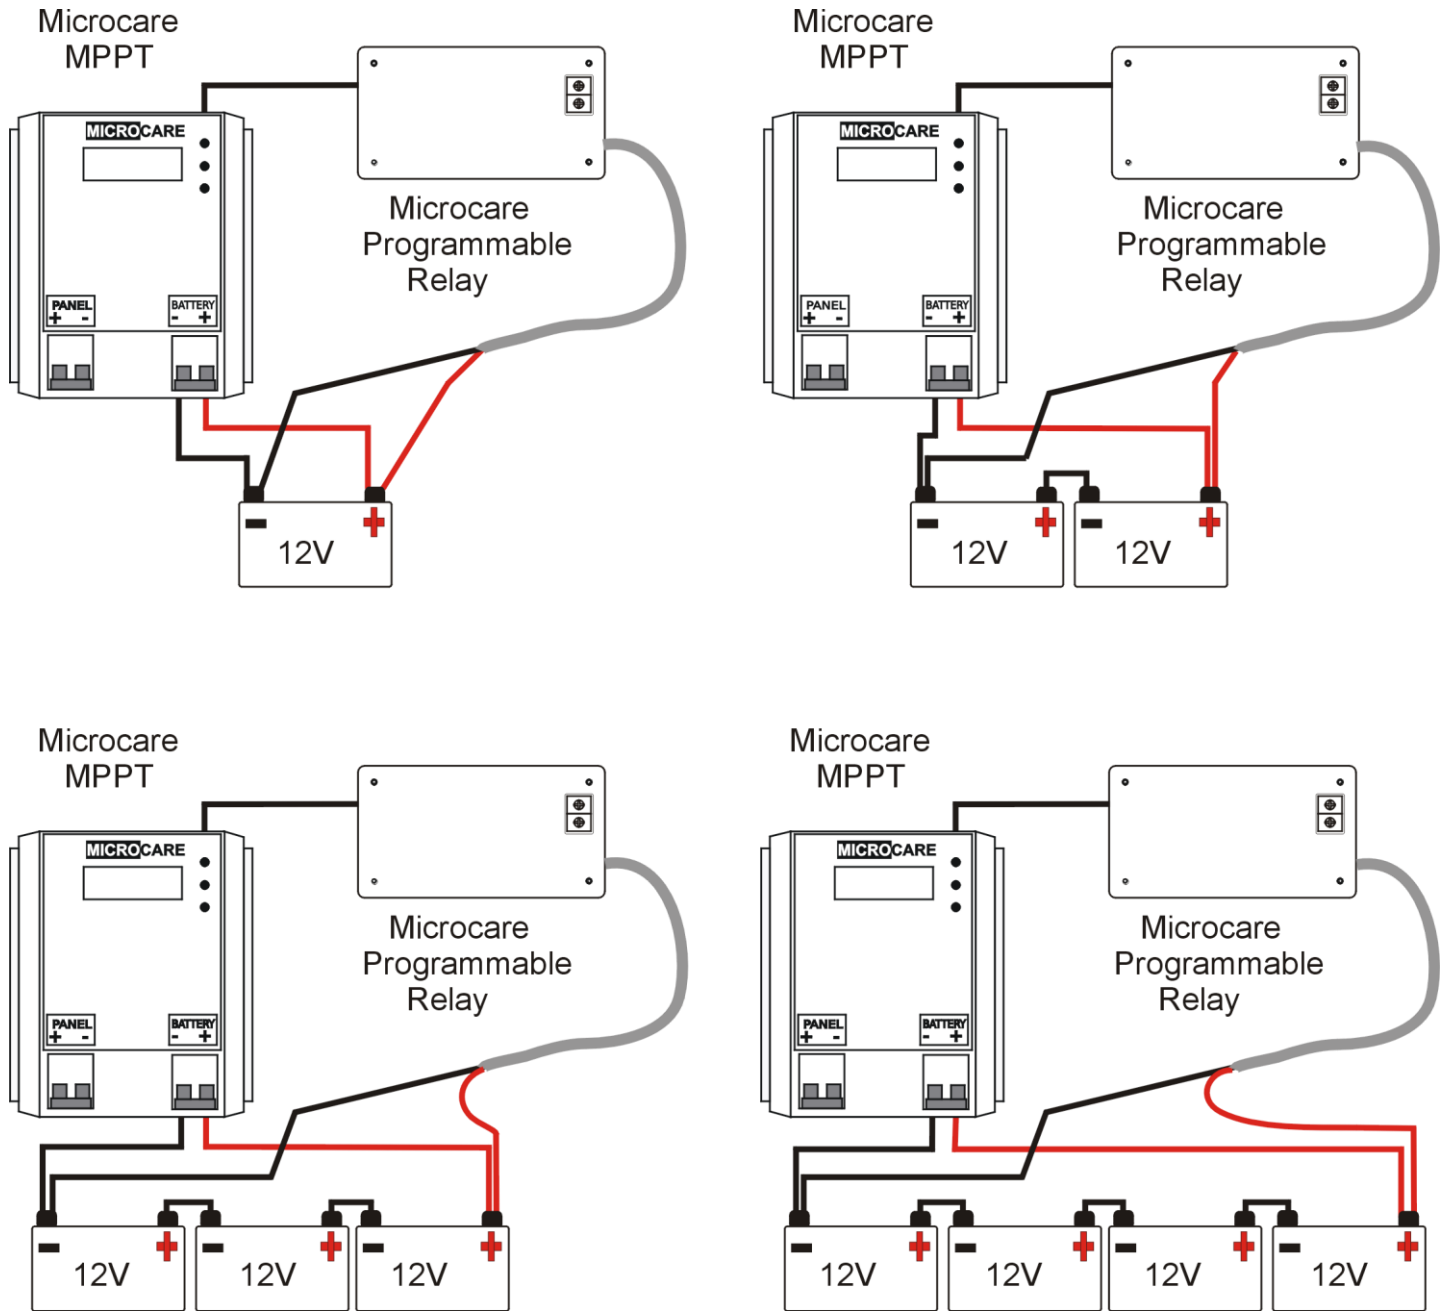 Microcare
MPPT
MICROCARE
PANEL
+ -
BATTERY
- +
Microcare
Programmable
Relay
- +
12V
Microcare
MPPT
MICROCARE
PANEL
+ -
BATTERY
- +
Microcare
Programmable
Relay
- + - +
12V 12V
Microcare
MPPT
MICROCARE
PANEL
+ -
BATTERY
- +
Microcare
Programmable
Relay
- + - + - +
12V 12V 12V
Microcare
MPPT
MICROCARE
PANEL
+ -
BATTERY
- +
Microcare
Programmable
Relay
- + - + - + - +
12V 12V 12V 12V